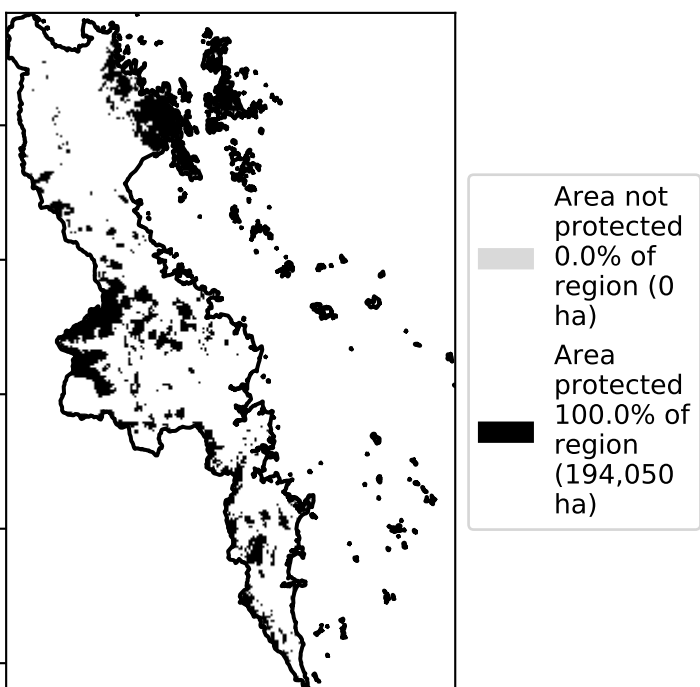 Area not
protected
0.0% of
region (0
ha)
Area
protected
100.0% of
region
(194,050
ha)